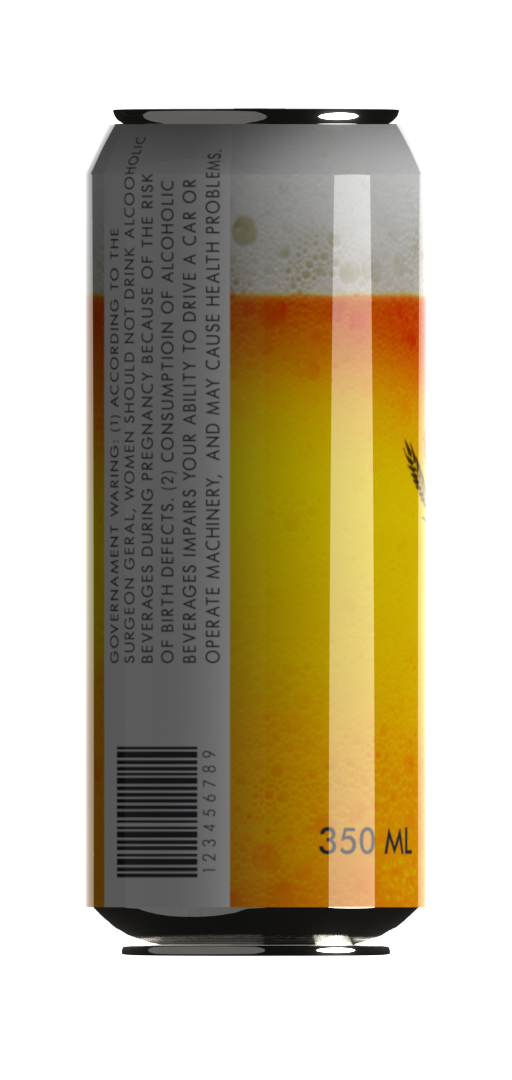 GOVERNAMENT WARING: (1) ACCORDING TO THE
SURGEON GERAL, WOMEN SHOULD NOT DRINK ALCOOHOLIC
BEVERAGES DURING PREGNANCY BECAUSE OF THE RISK
OF BIRTH DEFECTS. (2) CONSUMPTIOIN OF ALCOHOLIC
BEVERAGES IMPAIRS YOUR ABILITY TO DRIVE A CAR OR
OPERATE MACHINERY, AND MAY CAUSE HEALTH PROBLEMS.
123456789
350 ML